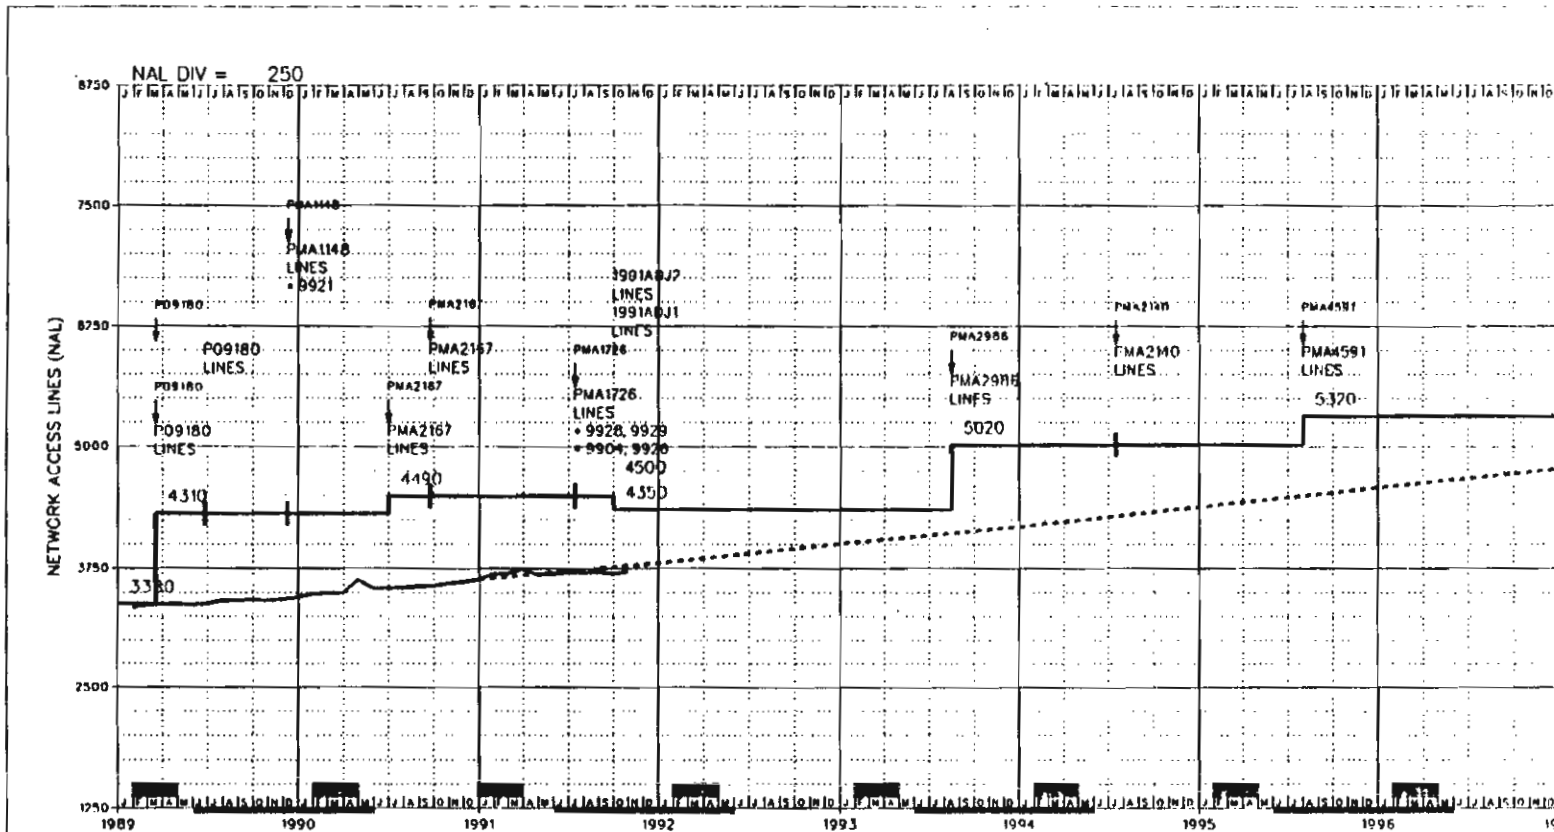 NAL DIV = 250
8750
J F M A M J J A S O N D J F M A M J J A S O N D J F M A M J J A S O N D J F M A M J J A S O N D J F M A M J J A S O N D J F M A M J J A S O N D J F M A M J J A S O N D J F M A M J J A S O N D
7500
PMA1148
PMA1148
LINES
• 9921
1991ADJ2
LINES
1991ADJ1
LINES
P09180
PMA2167
PMA2140
PMA4591
6250
P09180
LINES
PMA2167
LINES
PMA1726
PMA2986
PMA2140
LINES
PMA4591
LINES
P09180
PMA2167
PMA1726
LINES
PMA2986
LINES
5320
P09180
LINES
PMA2167
LINES
• 9928, 9929
• 9904, 9926
5020
5000
4500
4310
4490
4350
3750
3380
2500
1250
J F M A M J J A S O N D J F M A M J J A S O N D J F M A M J J A S O N D J F M A M J J A S O N D J F M A M J J A S O N D J F M A M J J A S O N D J F M A M J J A S O N D J F M A M J J A S O N D
1989 1990 1991 1992 1993 1994 1995 1996
NETWORK ACCESS LINES (NAL)